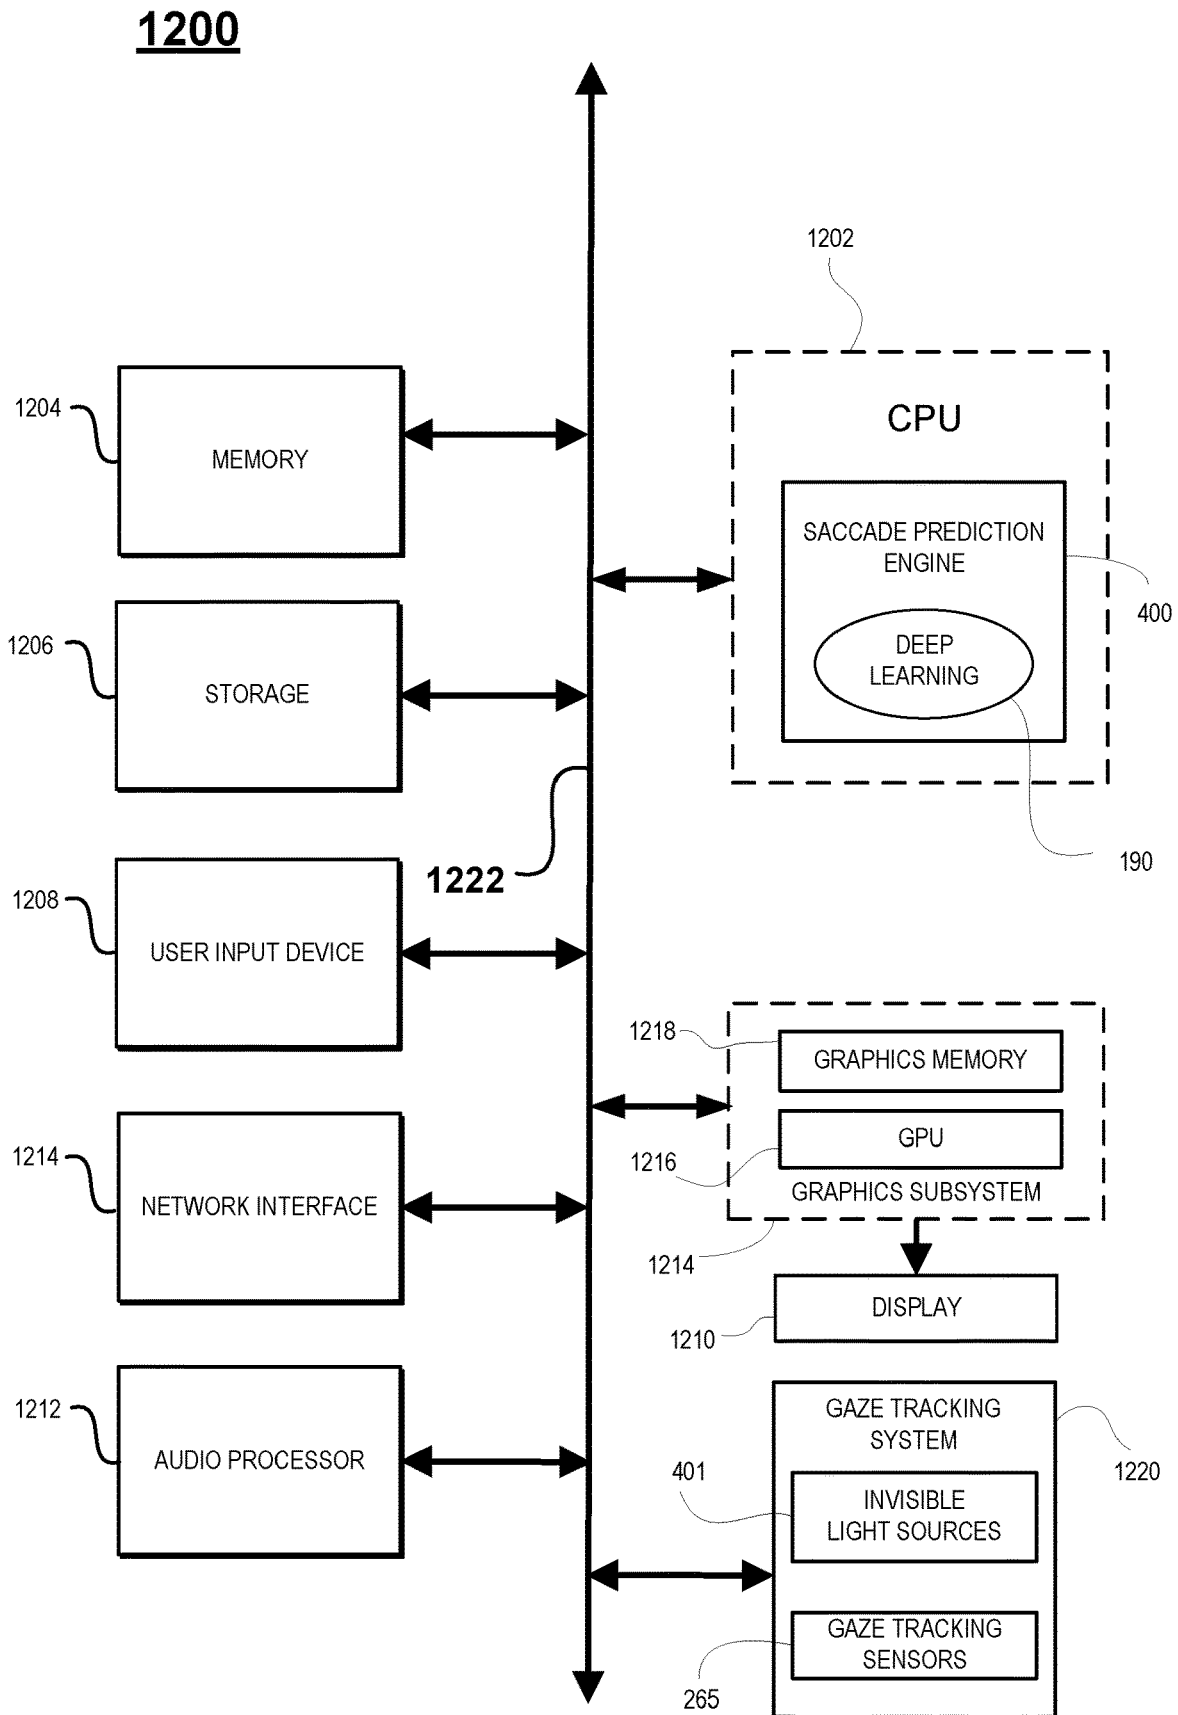 1200
1202
CPU
SACCADE PREDICTION
ENGINE
400
DEEP
LEARNING
190
1204
MEMORY
1206
STORAGE
1222
1208
USER INPUT DEVICE
1218
GRAPHICS MEMORY
1216
GPU
GRAPHICS SUBSYSTEM
1214
1214
NETWORK INTERFACE
DISPLAY
1210
1212
AUDIO PROCESSOR
GAZE TRACKING
SYSTEM
1220
401
INVISIBLE
LIGHT SOURCES
GAZE TRACKING
SENSORS
265